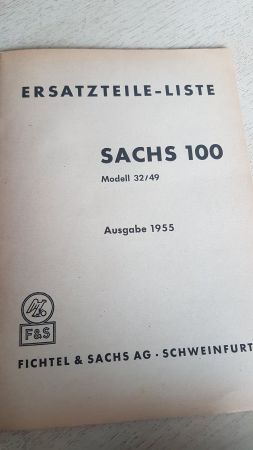 ERSATZTEILE-LISTE
SACHS 100
Modell 32/49
Ausgabe 1955
F&S
FICHTEL & SACHS AG · SCHWEINFURT